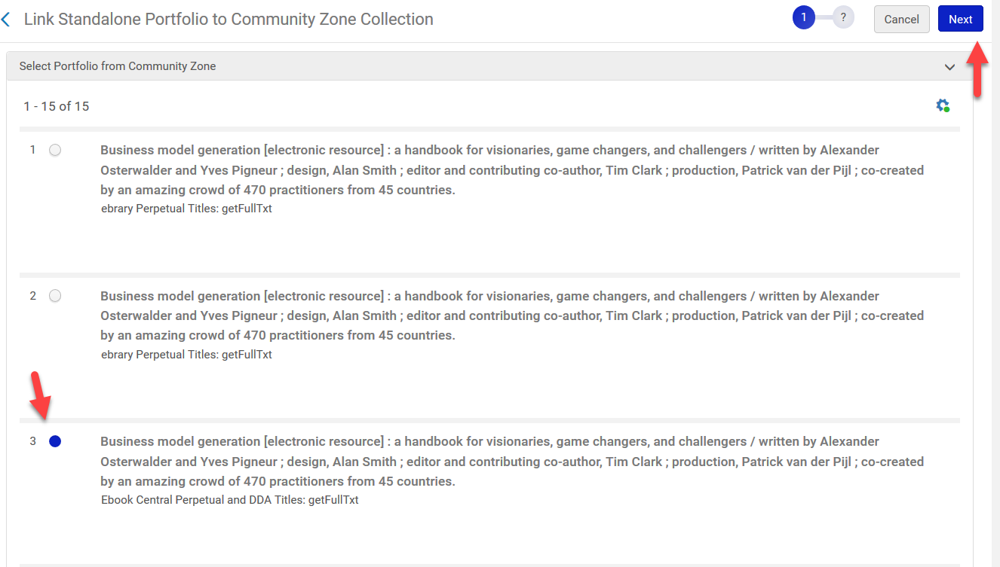 Link Standalone Portfolio to Community Zone Collection
1
?
Cancel
Next
Select Portfolio from Community Zone
1 - 15 of 15
1
Business model generation [electronic resource] : a handbook for visionaries, game changers, and challengers / written by Alexander
Osterwalder and Yves Pigneur ; design, Alan Smith ; editor and contributing co-author, Tim Clark ; production, Patrick van der Pijl ; co-created
by an amazing crowd of 470 practitioners from 45 countries.
ebrary Perpetual Titles: getFullTxt
2
Business model generation [electronic resource] : a handbook for visionaries, game changers, and challengers / written by Alexander
Osterwalder and Yves Pigneur ; design, Alan Smith ; editor and contributing co-author, Tim Clark ; production, Patrick van der Pijl ; co-created
by an amazing crowd of 470 practitioners from 45 countries.
ebrary Perpetual Titles: getFullTxt
3
Business model generation [electronic resource] : a handbook for visionaries, game changers, and challengers / written by Alexander
Osterwalder and Yves Pigneur ; design, Alan Smith ; editor and contributing co-author, Tim Clark ; production, Patrick van der Pijl ; co-created
by an amazing crowd of 470 practitioners from 45 countries.
Ebook Central Perpetual and DDA Titles: getFullTxt